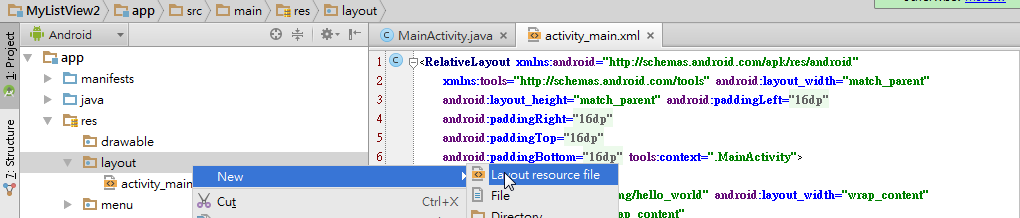 MyListView2 app src main res layout
Android
MainActivity.java
activity_main.xml
1: Project
7: Structure
app
manifests
java
res
drawable
layout
activity_main
menu
New
Cut Ctrl+X
Layout resource file
File
Directory
1 <RelativeLayout xmlns:android="http://schemas.android.com/apk/res/android"
2 xmlns:tools="http://schemas.android.com/tools" android:layout_width="match_parent"
3 android:layout_height="match_parent" android:paddingLeft="16dp"
4 android:paddingRight="16dp"
5 android:paddingTop="16dp"
6 android:paddingBottom="16dp" tools:context=".MainActivity">
ng/hello_world" android:layout_width="wrap_content"
ap_content"